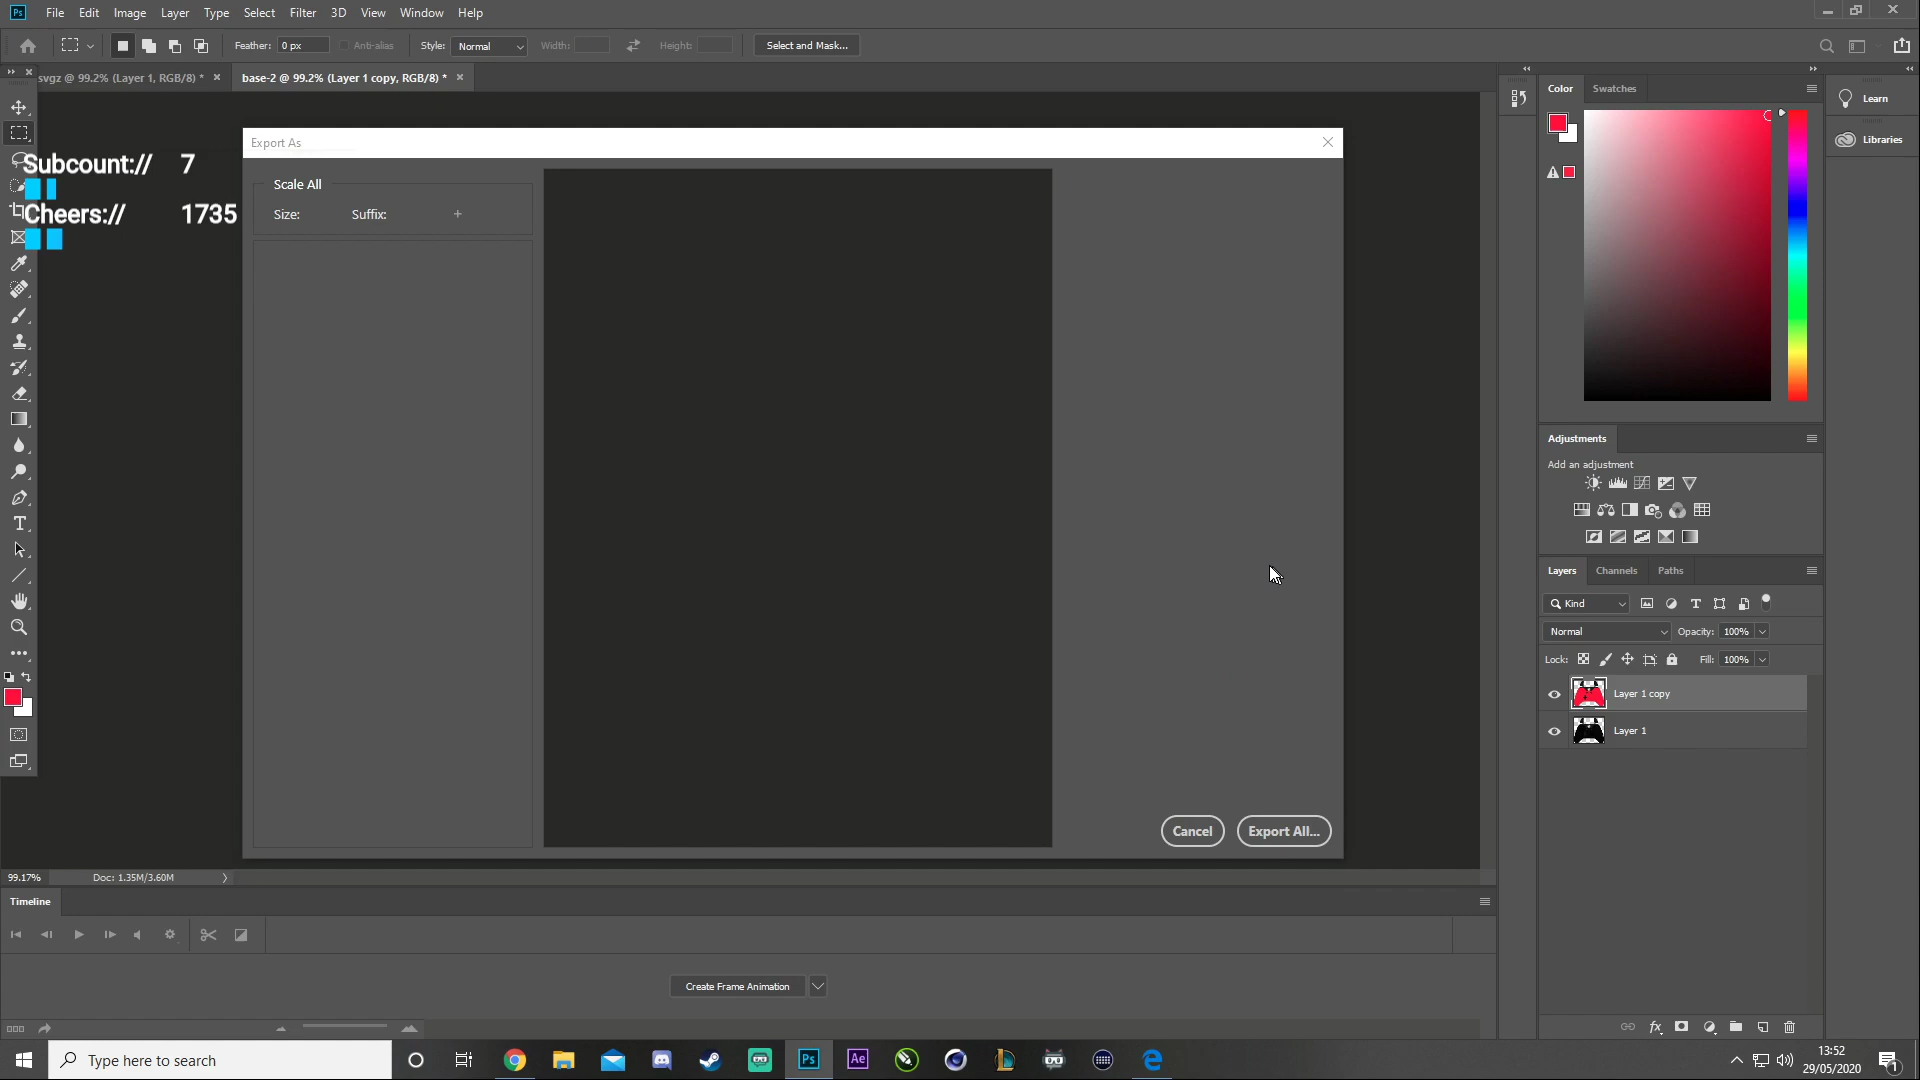 Ps File Edit Image Layer Type Select Filter 3D View Window Help
Feather: 0 px Anti-alias Style: Normal Width: Height: Select and Mask...
svgz @ 99.2% (Layer 1, RGB/8) * × base-2 @ 99.2% (Layer 1 copy, RGB/8) * ×
Export As
Scale All
Size: Suffix: +
Subcount:// 7
Cheers:// 1735
Cancel Export All...
Color Swatches
Learn
Libraries
Adjustments
Add an adjustment
Layers Channels Paths
Kind
Normal Opacity: 100%
Lock: Fill: 100%
Layer 1 copy
Layer 1
fx
99.17% Doc: 1.35M/3.60M
Timeline
Create Frame Animation
Type here to search
Ps Ae
13:52
29/05/2020
1